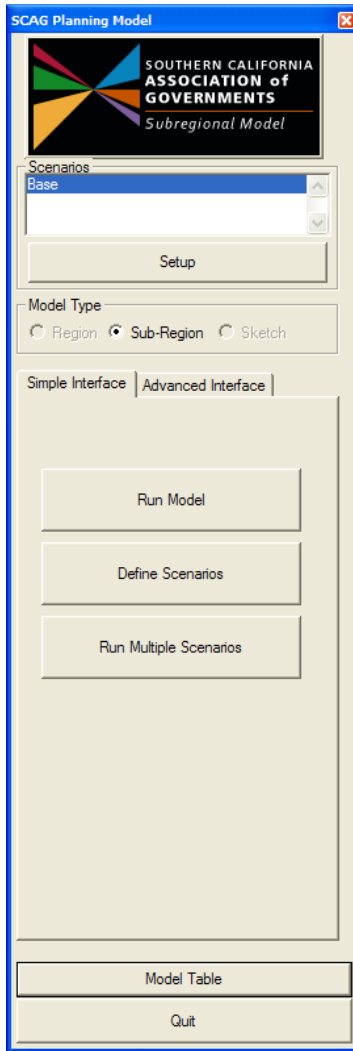 SCAG Planning Model
SOUTHERN CALIFORNIA
ASSOCIATION of
GOVERNMENTS
Subregional Model
Scenarios
Base
Setup
Model Type
Region Sub-Region Sketch
Simple Interface Advanced Interface
Run Model
Define Scenarios
Run Multiple Scenarios
Model Table
Quit